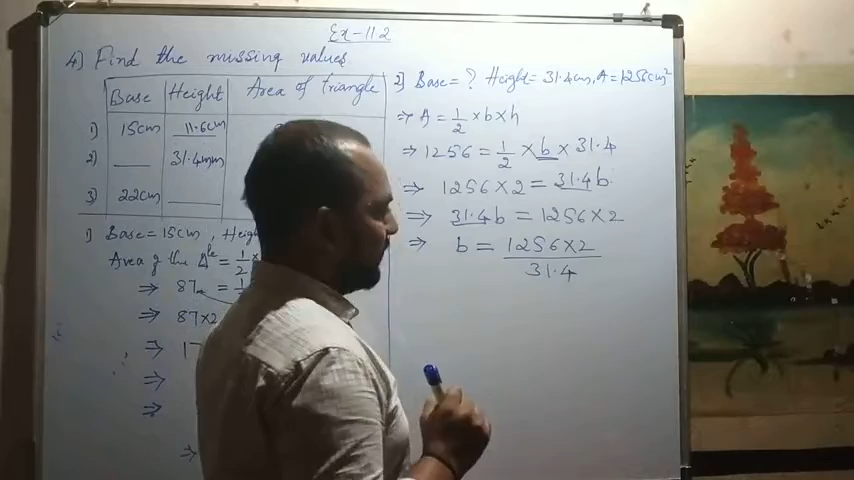 Ex-11.2
4) Find the missing values
Base Height Area of Triangle
1) 15cm 11.6cm
2) ___ 31.4mm
3) 22cm ___
1) Base = 15cm, Heig
Area of the Δle = 1/2 ×
⇒ 87 = 1
⇒ 87×2
⇒ 17
⇒
⇒
⇒
2] Base = ? Height = 31.4cm, A = 1256cm²
⇒ A = 1/2 × b × h
⇒ 1256 = 1/2 × b × 31.4
⇒ 1256 × 2 = 31.4 b
⇒ 31.4 b = 1256 × 2
⇒ b = 1256 × 2
31.4